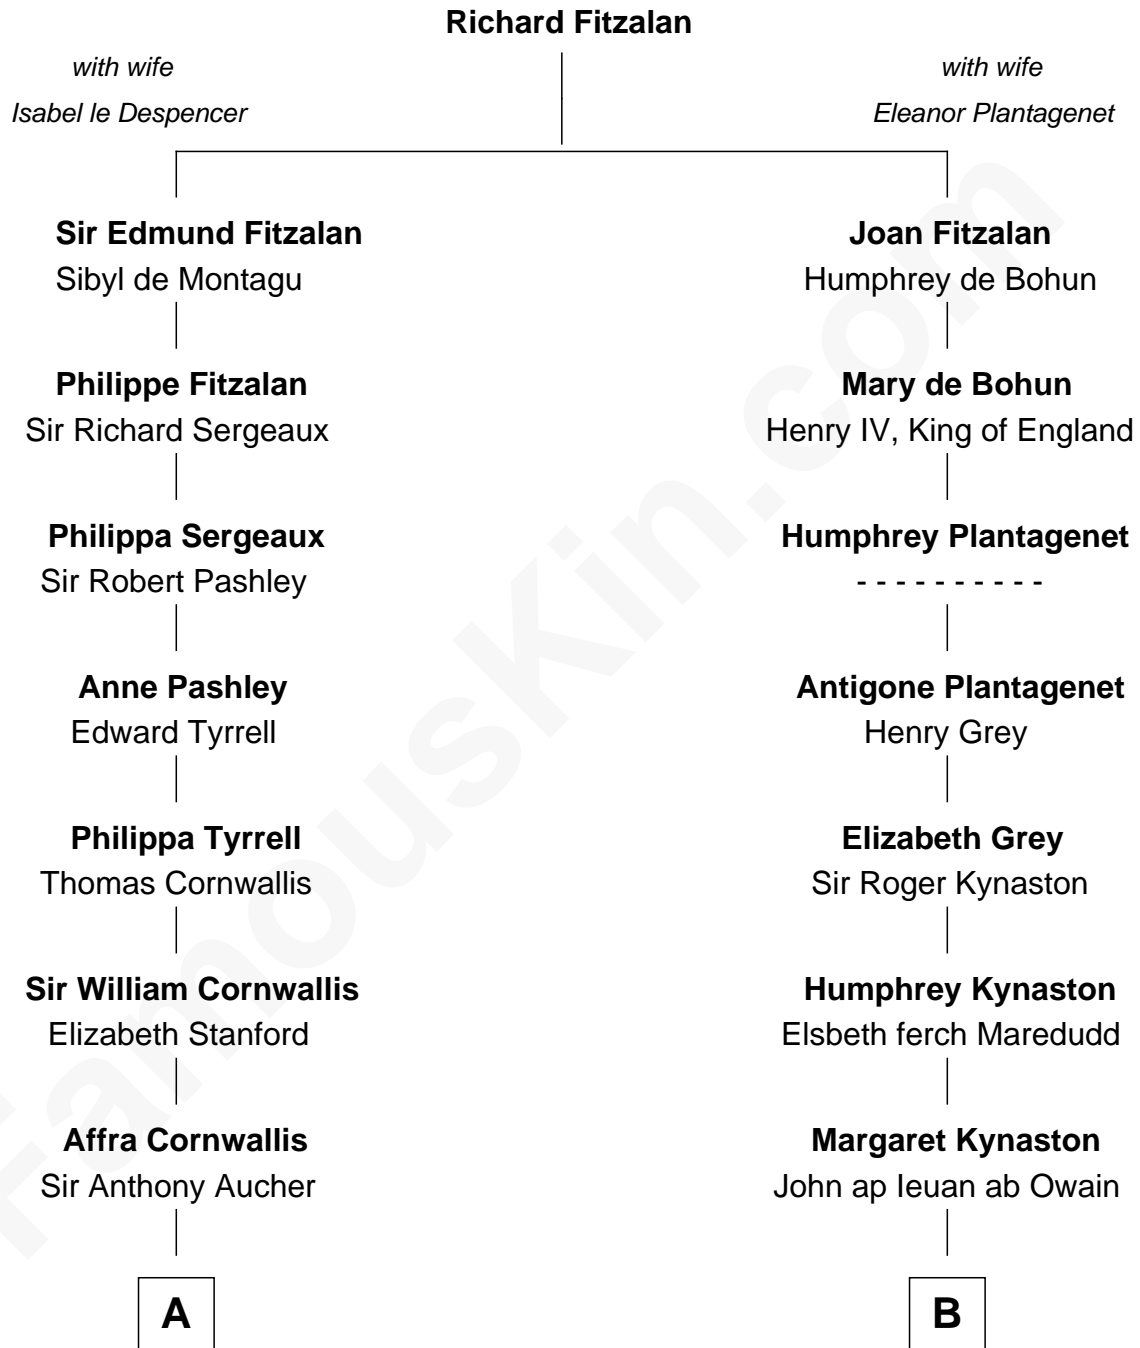 Richard Fitzalan
with wife
Isabel le Despencer
with wife
Eleanor Plantagenet
Sir Edmund Fitzalan
Sibyl de Montagu
Joan Fitzalan
Humphrey de Bohun
Philippe Fitzalan
Sir Richard Sergeaux
Mary de Bohun
Henry IV, King of England
Philippa Sergeaux
Sir Robert Pashley
Humphrey Plantagenet
- - - - - - - - - -
Anne Pashley
Edward Tyrrell
Antigone Plantagenet
Henry Grey
Philippa Tyrrell
Thomas Cornwallis
Elizabeth Grey
Sir Roger Kynaston
Sir William Cornwallis
Elizabeth Stanford
Humphrey Kynaston
Elsbeth ferch Maredudd
Affra Cornwallis
Sir Anthony Aucher
Margaret Kynaston
John ap Ieuan ab Owain
A
B
FamousKin.com